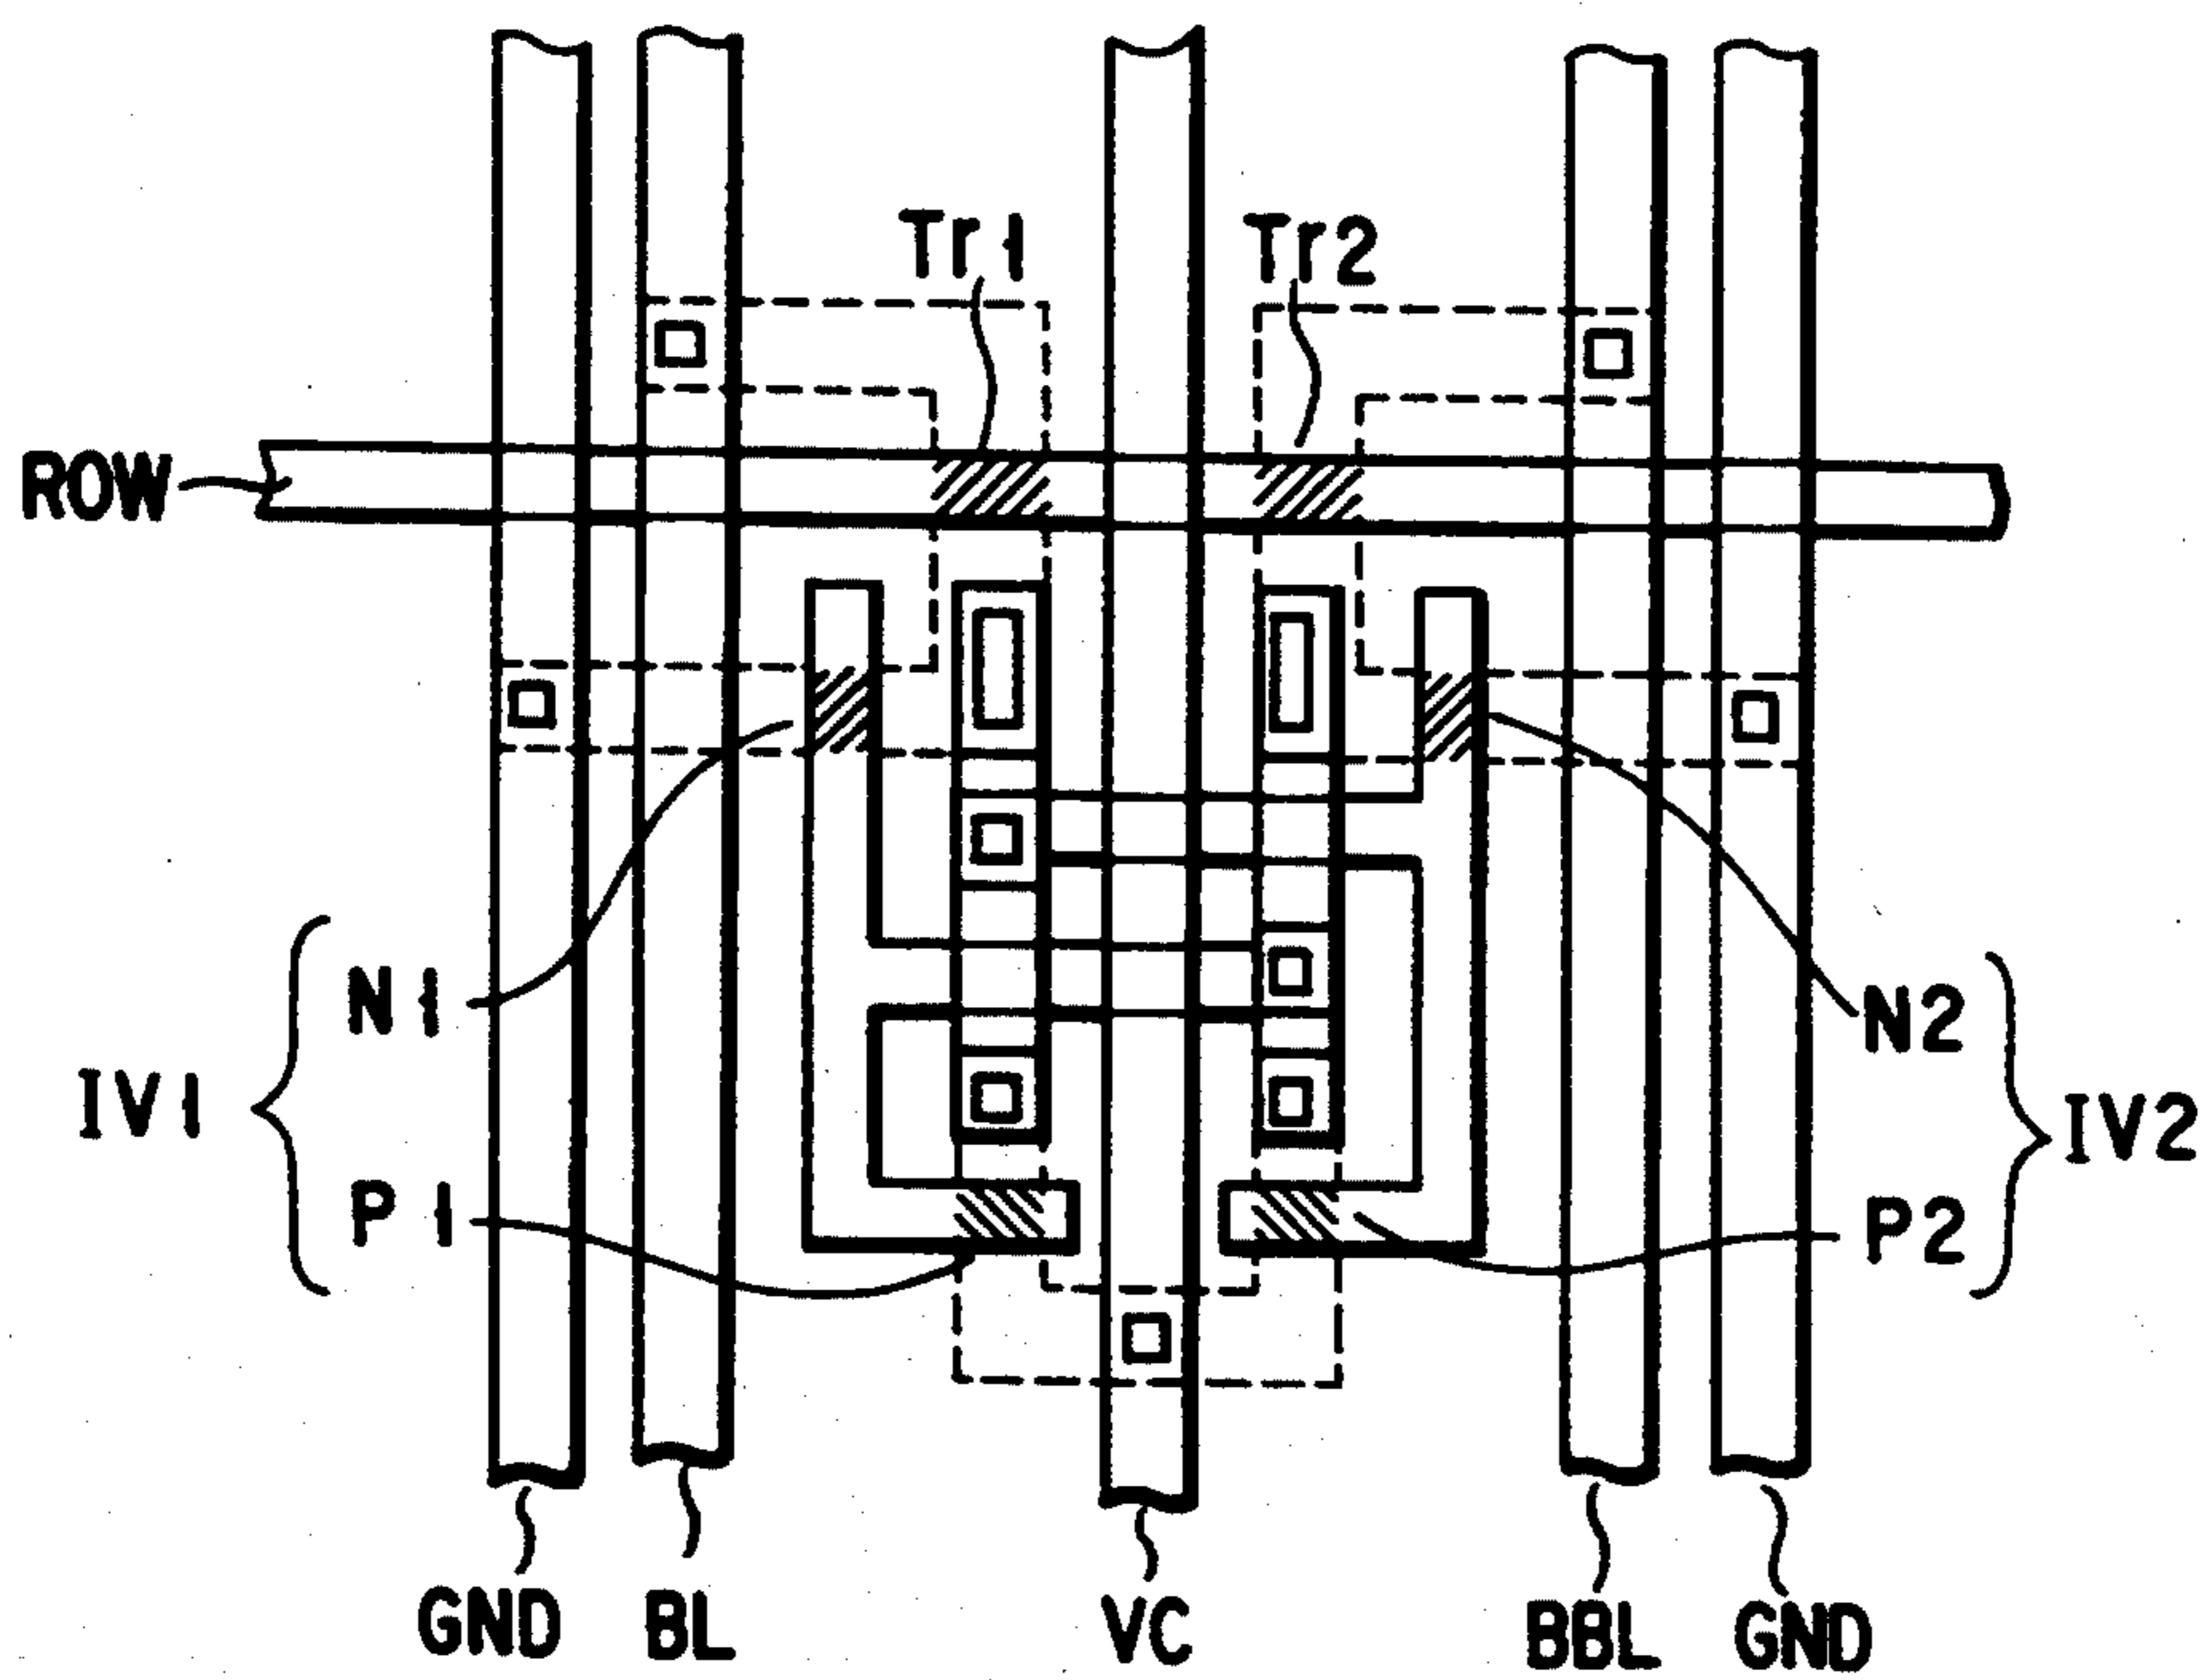 Tr1 Tr2
ROW
N1 N2
IV1 IV2
P1 P2
GND BL VC BBL GND